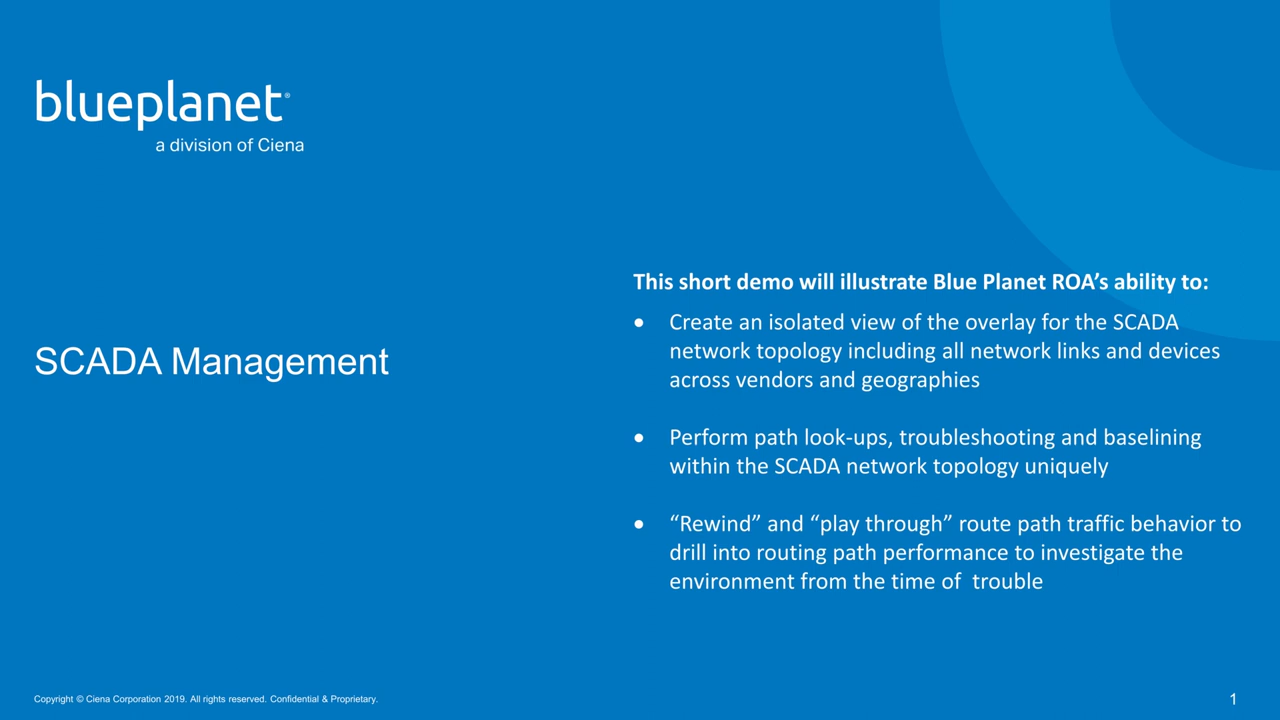 blueplanet®
a division of Ciena
SCADA Management
This short demo will illustrate Blue Planet ROA’s ability to:
● Create an isolated view of the overlay for the SCADA
network topology including all network links and devices
across vendors and geographies
● Perform path look-ups, troubleshooting and baselining
within the SCADA network topology uniquely
● “Rewind” and “play through” route path traffic behavior to
drill into routing path performance to investigate the
environment from the time of  trouble
Copyright © Ciena Corporation 2019. All rights reserved. Confidential & Proprietary.
1